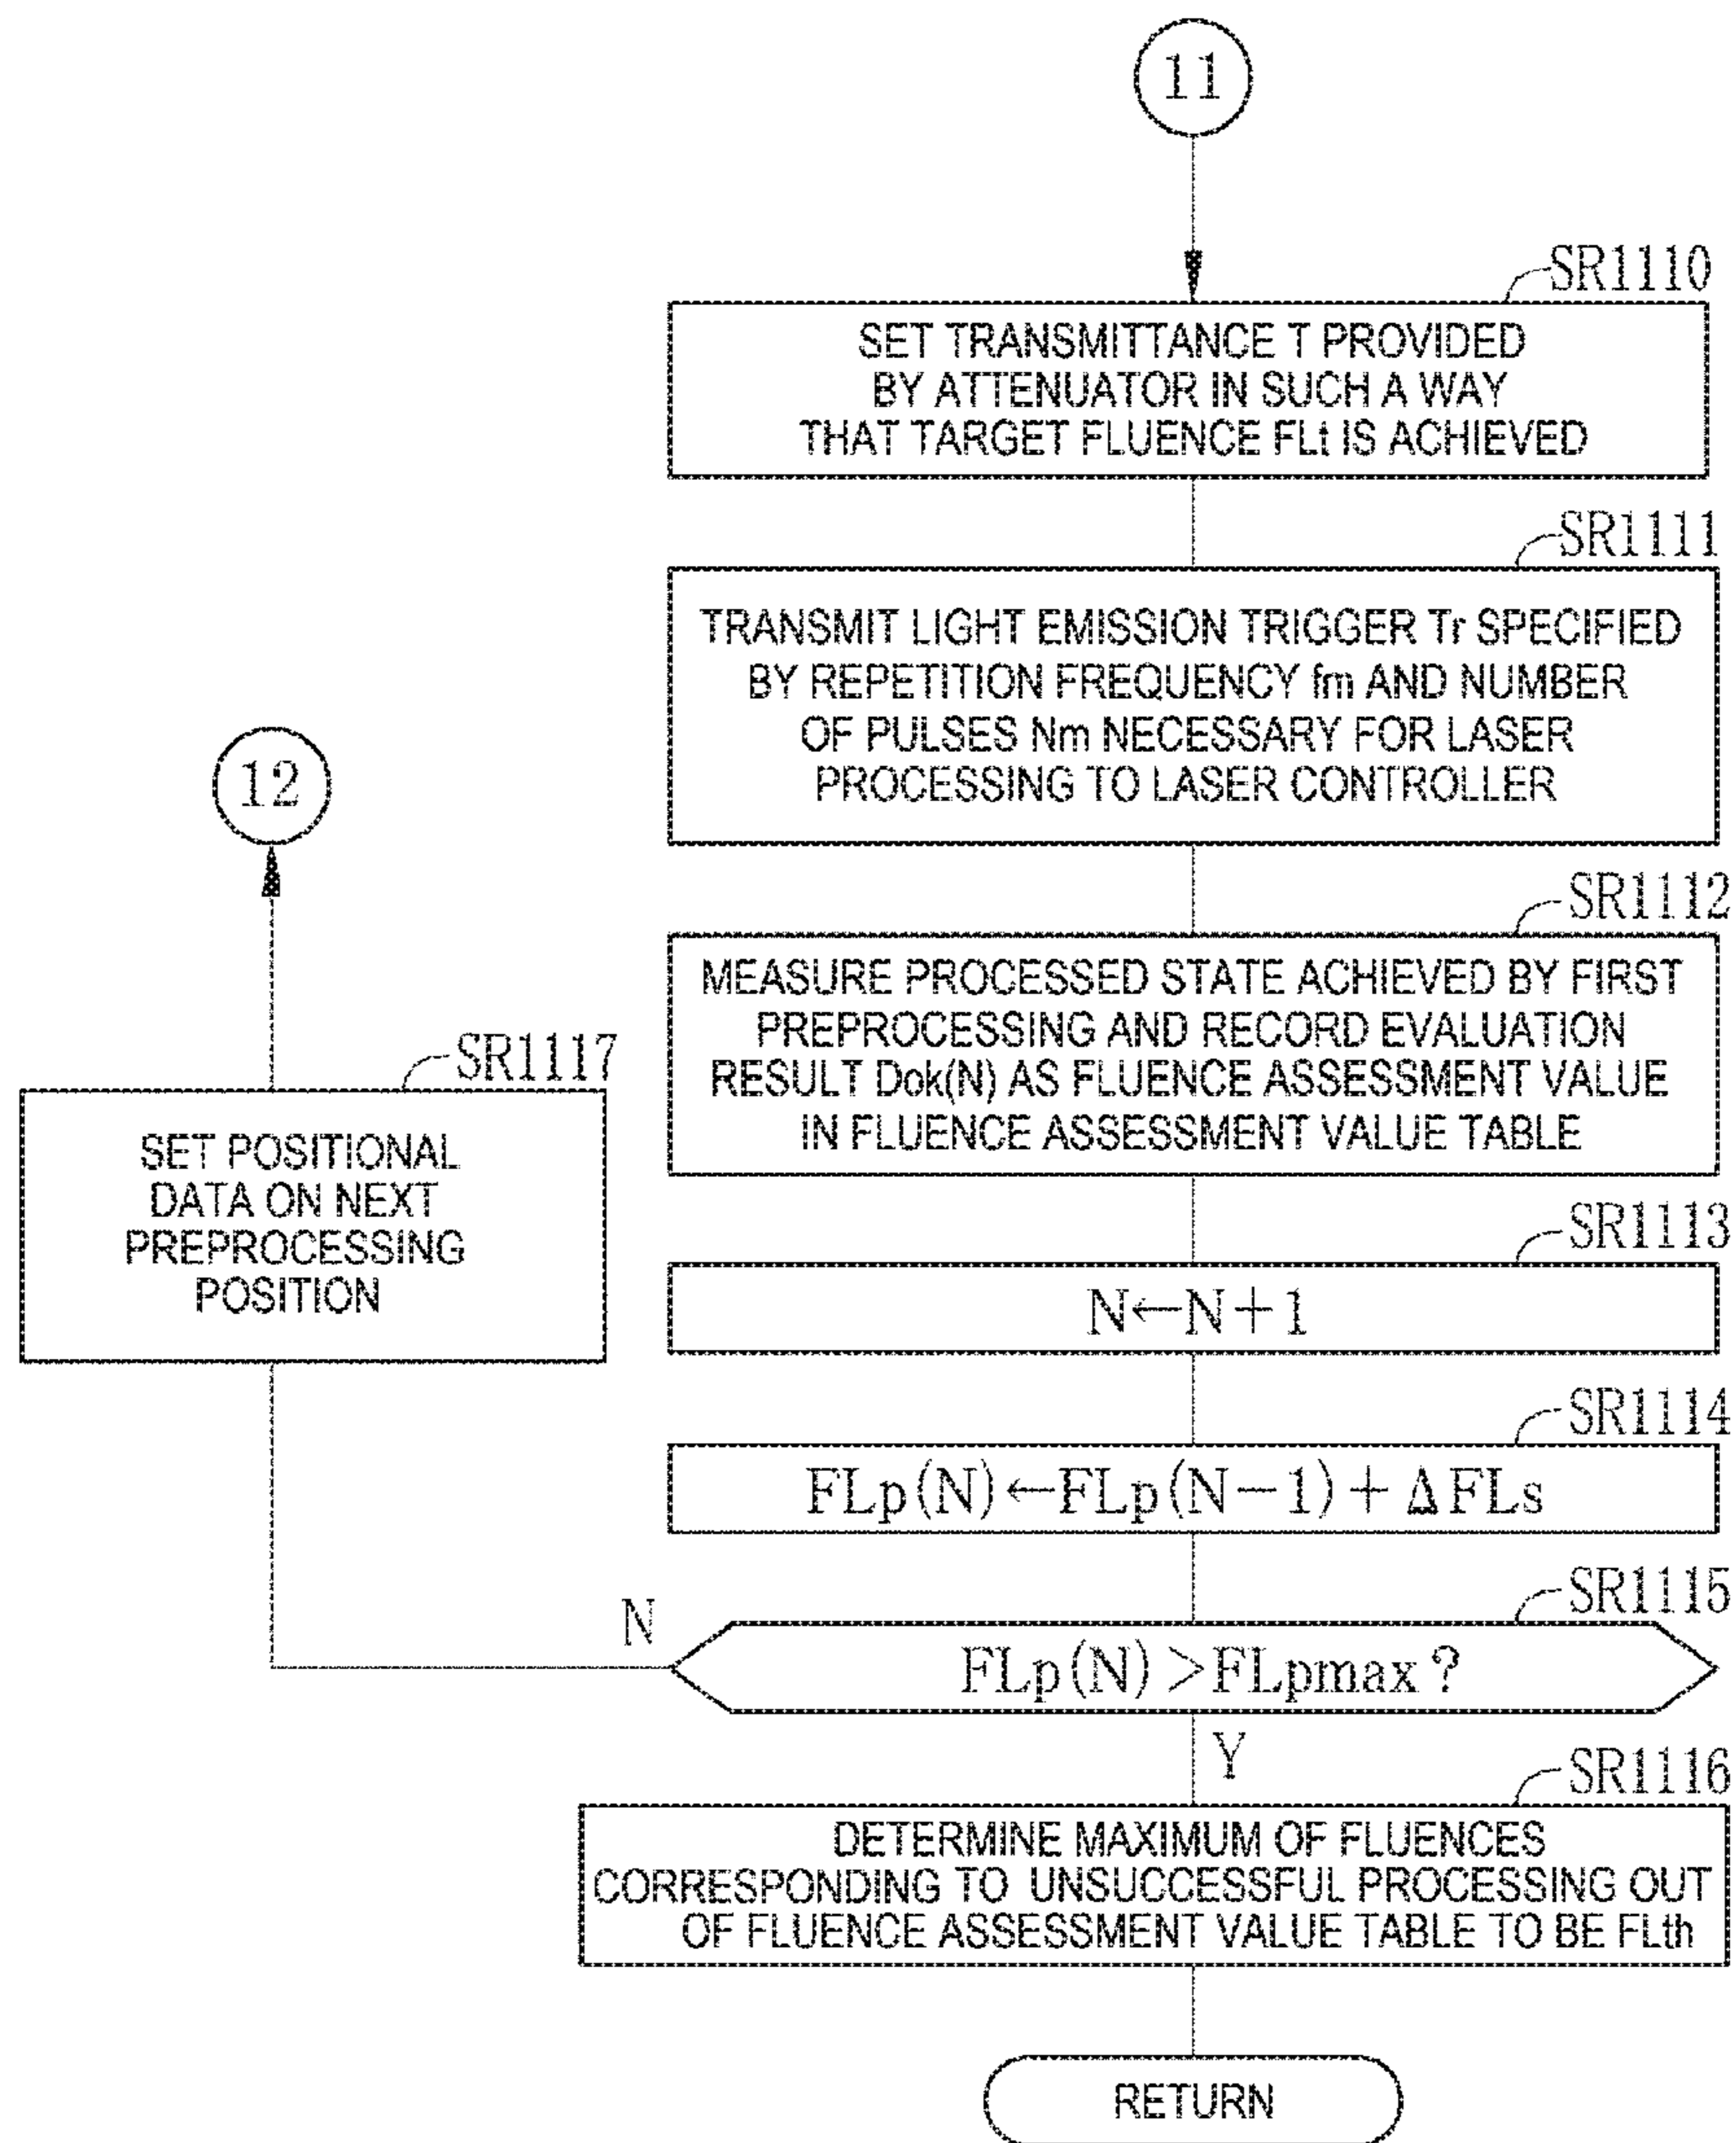 11
SR1110
SET TRANSMITTANCE T PROVIDED
BY ATTENUATOR IN SUCH A WAY
THAT TARGET FLUENCE FLt IS ACHIEVED
SR1111
TRANSMIT LIGHT EMISSION TRIGGER Tr SPECIFIED
BY REPETITION FREQUENCY fm AND NUMBER
OF PULSES Nm NECESSARY FOR LASER
PROCESSING TO LASER CONTROLLER
12
SR1112
MEASURE PROCESSED STATE ACHIEVED BY FIRST
PREPROCESSING AND RECORD EVALUATION
RESULT Dok(N) AS FLUENCE ASSESSMENT VALUE
IN FLUENCE ASSESSMENT VALUE TABLE
SR1117
SET POSITIONAL
DATA ON NEXT
PREPROCESSING
POSITION
SR1113
N←N+1
SR1114
FLp(N)←FLp(N−1)+ΔFLs
SR1115
N
FLp(N)>FLpmax?
Y
SR1116
DETERMINE MAXIMUM OF FLUENCES
CORRESPONDING TO UNSUCCESSFUL PROCESSING OUT
OF FLUENCE ASSESSMENT VALUE TABLE TO BE FLth
RETURN